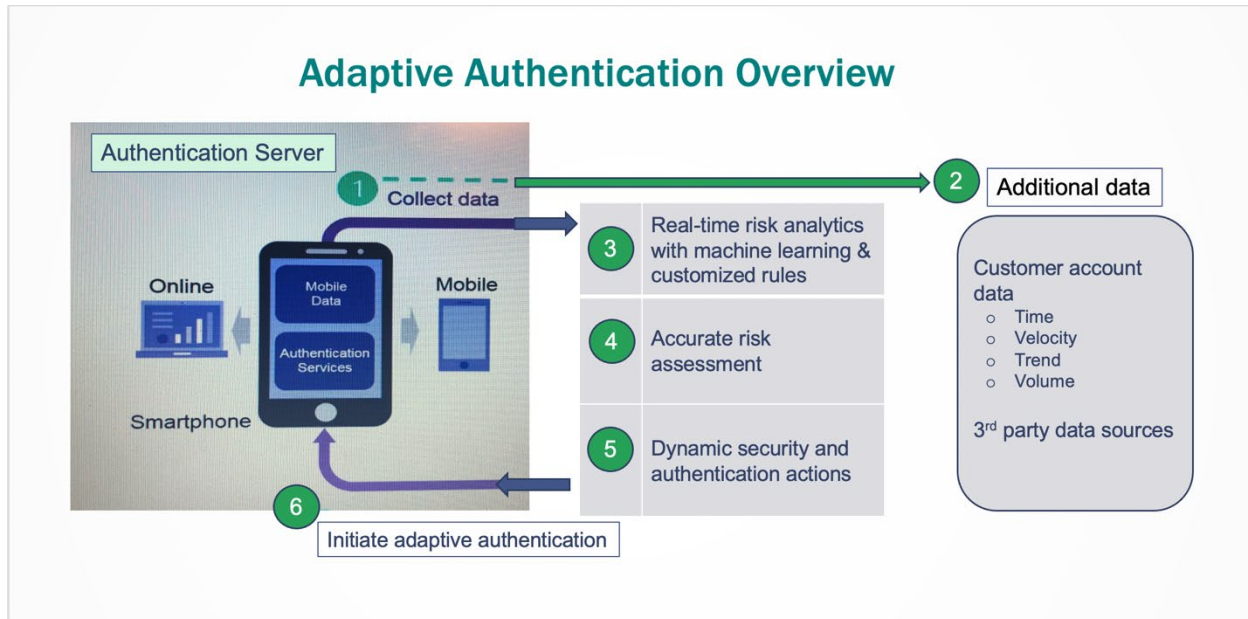 Adaptive Authentication Overview
Authentication Server
1
Collect data
2
Additional data
Online
Mobile
Mobile
Data
Authentication
Services
Smartphone
3
Real-time risk analytics
with machine learning &
customized rules
4
Accurate risk
assessment
5
Dynamic security and
authentication actions
6
Initiate adaptive authentication
Customer account
data
o Time
o Velocity
o Trend
o Volume
3rd party data sources